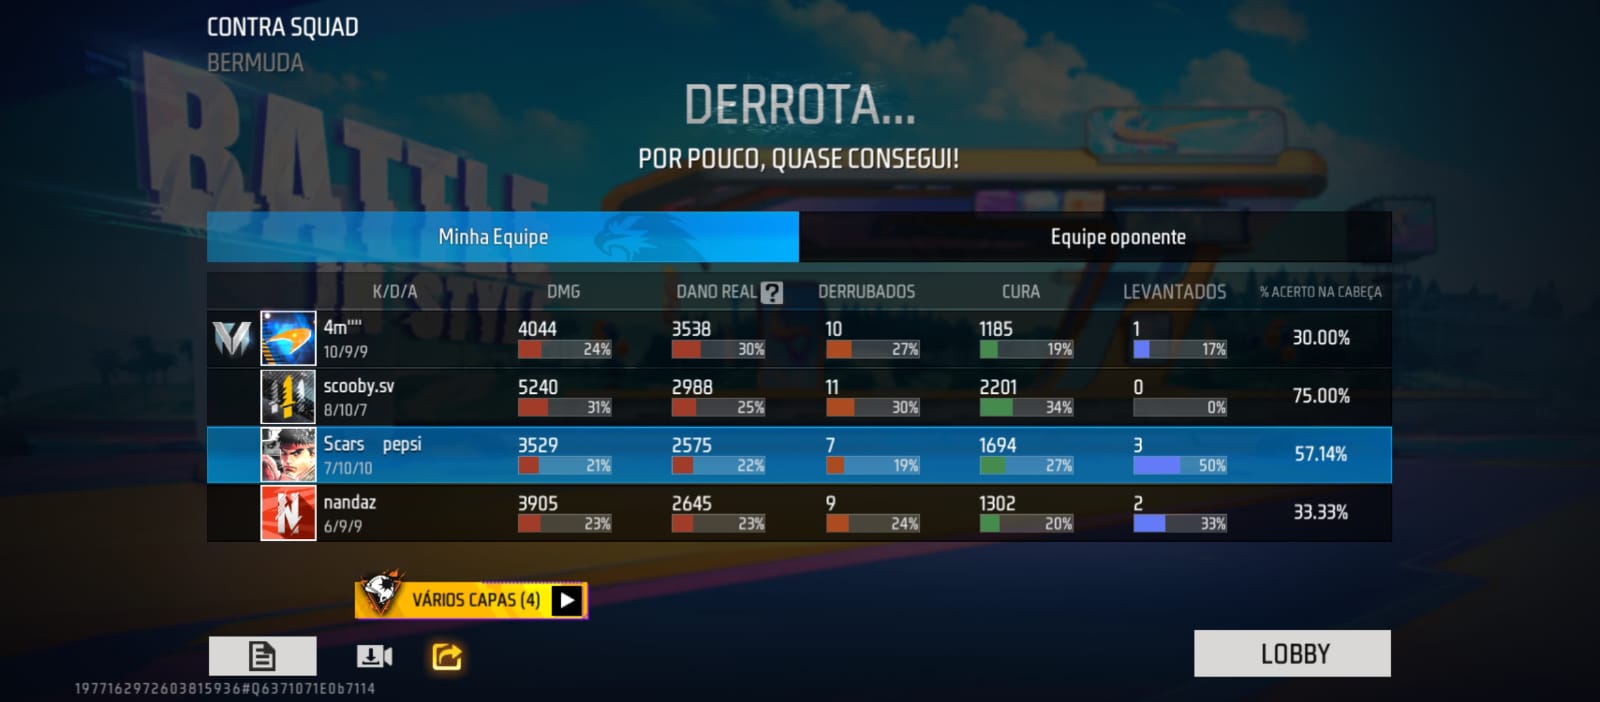 CONTRA SQUAD
BERMUDA
BATTLE
IN STYLE
DERROTA...
POR POUCO, QUASE CONSEGUI!
Minha Equipe Equipe oponente
K/D/A DMG DANO REAL ? DERRUBADOS CURA LEVANTADOS % ACERTO NA CABEÇA
4m"" 4044 3538 10 1185 1 30.00%
10/9/9 24% 30% 27% 19% 17%
scooby.sv 5240 2988 11 2201 0 75.00%
8/10/7 31% 25% 30% 34% 0%
Scars pepsi 3529 2575 7 1694 3 57.14%
7/10/10 21% 22% 19% 27% 50%
nandaz 3905 2645 9 1302 2 33.33%
6/9/9 23% 23% 24% 20% 33%
VÁRIOS CAPAS (4)
LOBBY
1977162972603815936#Q6371071E0b7114